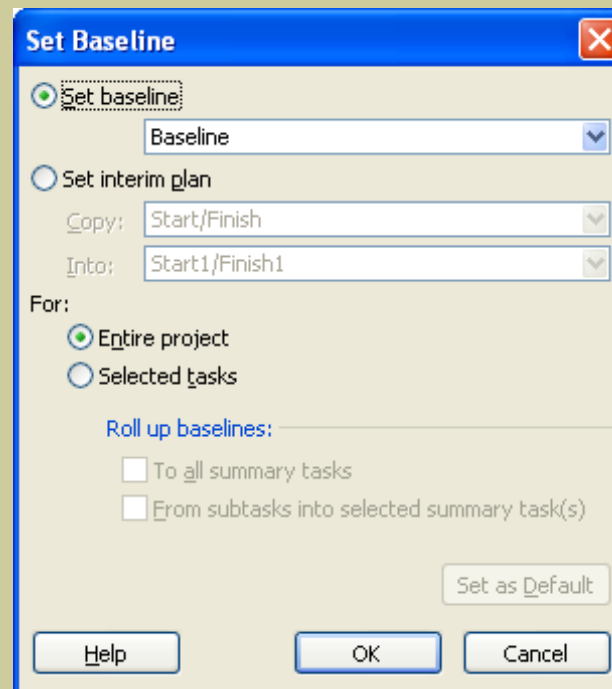 Set Baseline
Set baseline
Baseline
Set interim plan
Copy: Start/Finish
Into: Start1/Finish1
For:
Entire project
Selected tasks
Roll up baselines:
To all summary tasks
From subtasks into selected summary task(s)
Set as Default
Help OK Cancel